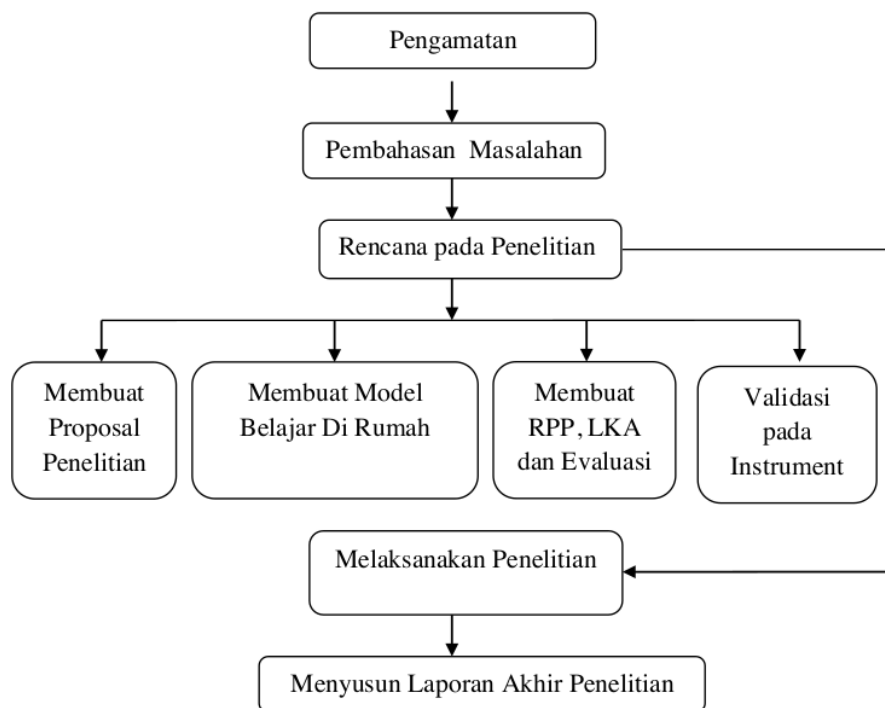 Pengamatan
Pembahasan Masalahan
Rencana pada Penelitian
Membuat
Proposal
Penelitian
Membuat Model
Belajar Di Rumah
Membuat
RPP, LKA
dan Evaluasi
Validasi
pada
Instrument
Melaksanakan Penelitian
Menyusun Laporan Akhir Penelitian